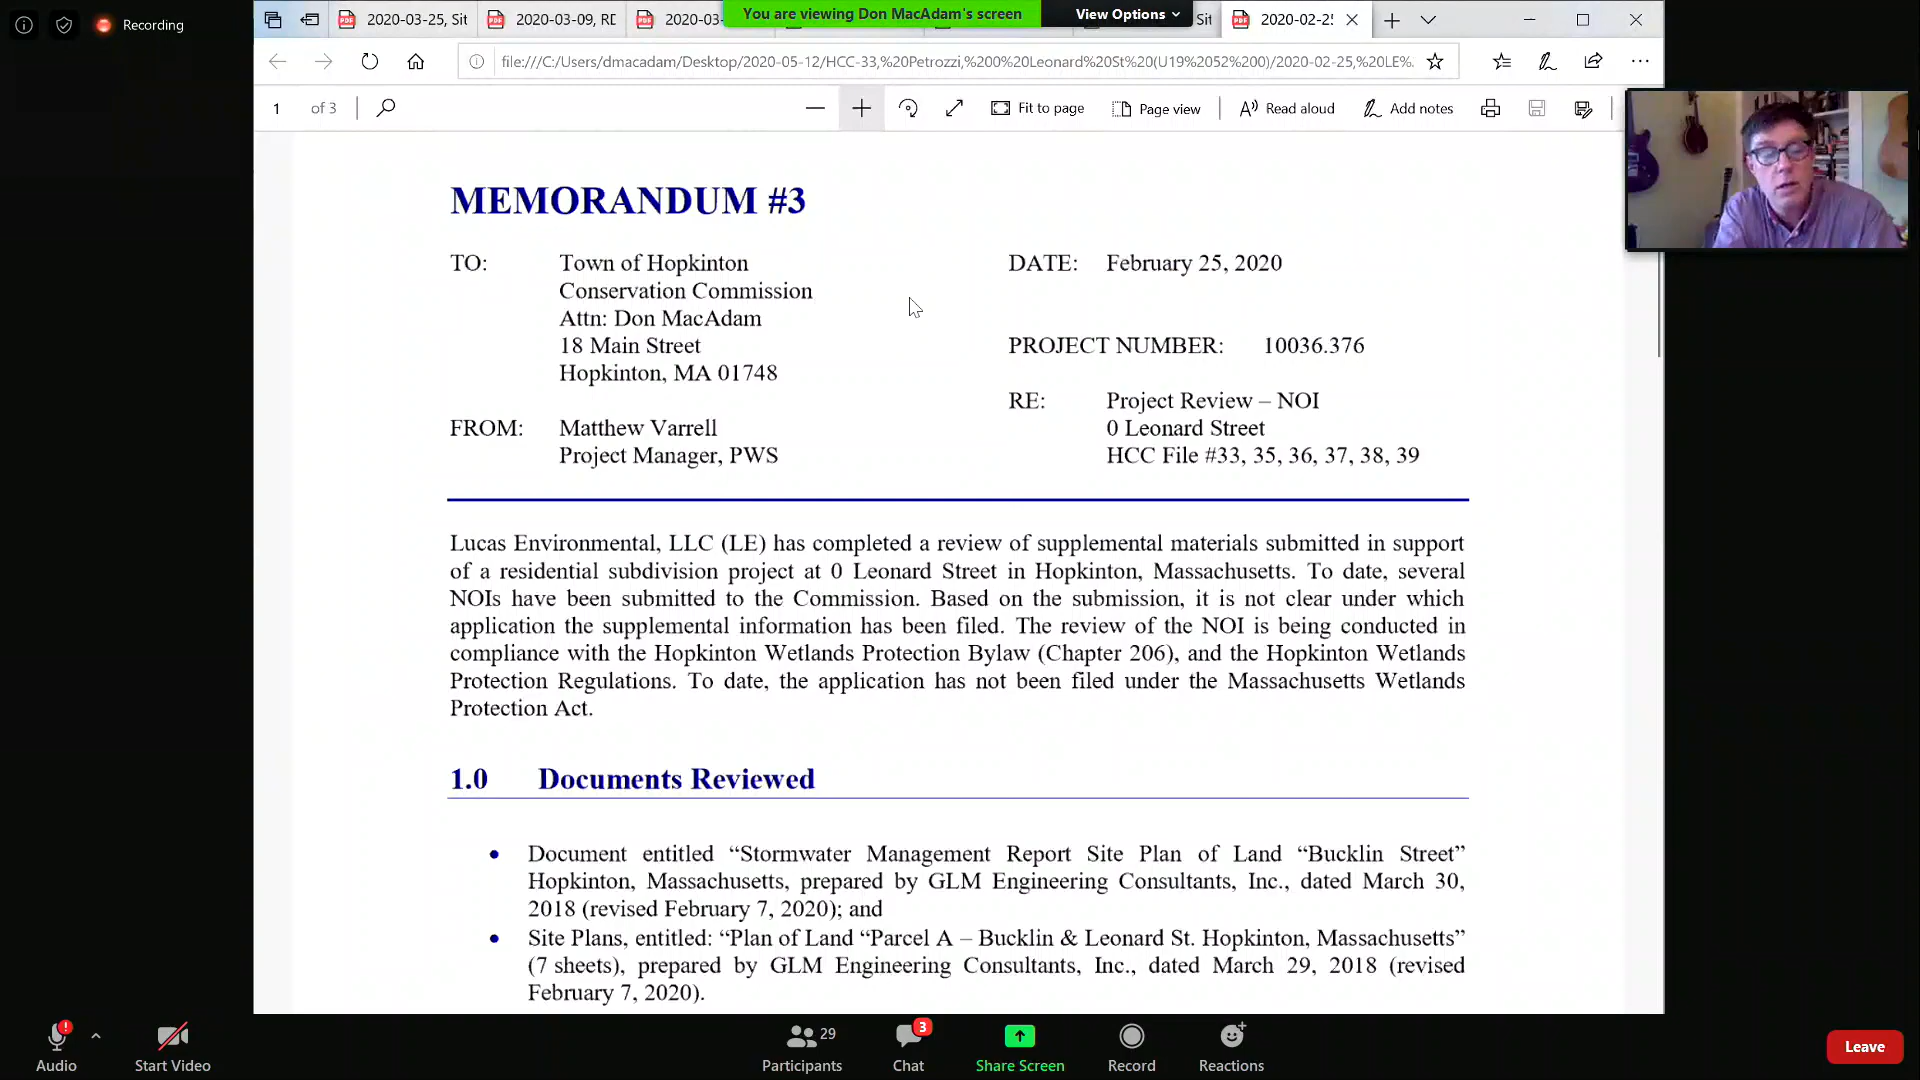 Recording
2020-03-25, Sit
2020-03-09, RD
2020-03-
You are viewing Don MacAdam's screen
View Options
Sit
2020-02-25
file:///C:/Users/dmacadam/Desktop/2020-05-12/HCC-33,%20Petrozzi,%200%20Leonard%20St%20(U19%2052%200)/2020-02-25,%20LE%
1 of 3
Fit to page
Page view
Read aloud
Add notes
MEMORANDUM #3
TO: Town of Hopkinton
Conservation Commission
Attn: Don MacAdam
18 Main Street
Hopkinton, MA 01748
DATE: February 25, 2020
PROJECT NUMBER: 10036.376
FROM: Matthew Varrell
Project Manager, PWS
RE: Project Review – NOI
0 Leonard Street
HCC File #33, 35, 36, 37, 38, 39
Lucas Environmental, LLC (LE) has completed a review of supplemental materials submitted in support
of a residential subdivision project at 0 Leonard Street in Hopkinton, Massachusetts. To date, several
NOIs have been submitted to the Commission. Based on the submission, it is not clear under which
application the supplemental information has been filed. The review of the NOI is being conducted in
compliance with the Hopkinton Wetlands Protection Bylaw (Chapter 206), and the Hopkinton Wetlands
Protection Regulations. To date, the application has not been filed under the Massachusetts Wetlands
Protection Act.
1.0 Documents Reviewed
• Document entitled “Stormwater Management Report Site Plan of Land “Bucklin Street”
Hopkinton, Massachusetts, prepared by GLM Engineering Consultants, Inc., dated March 30,
2018 (revised February 7, 2020); and
• Site Plans, entitled: “Plan of Land “Parcel A – Bucklin & Leonard St. Hopkinton, Massachusetts”
(7 sheets), prepared by GLM Engineering Consultants, Inc., dated March 29, 2018 (revised
February 7, 2020).
Audio
Start Video
29
Participants
3
Chat
Share Screen
Record
Reactions
Leave